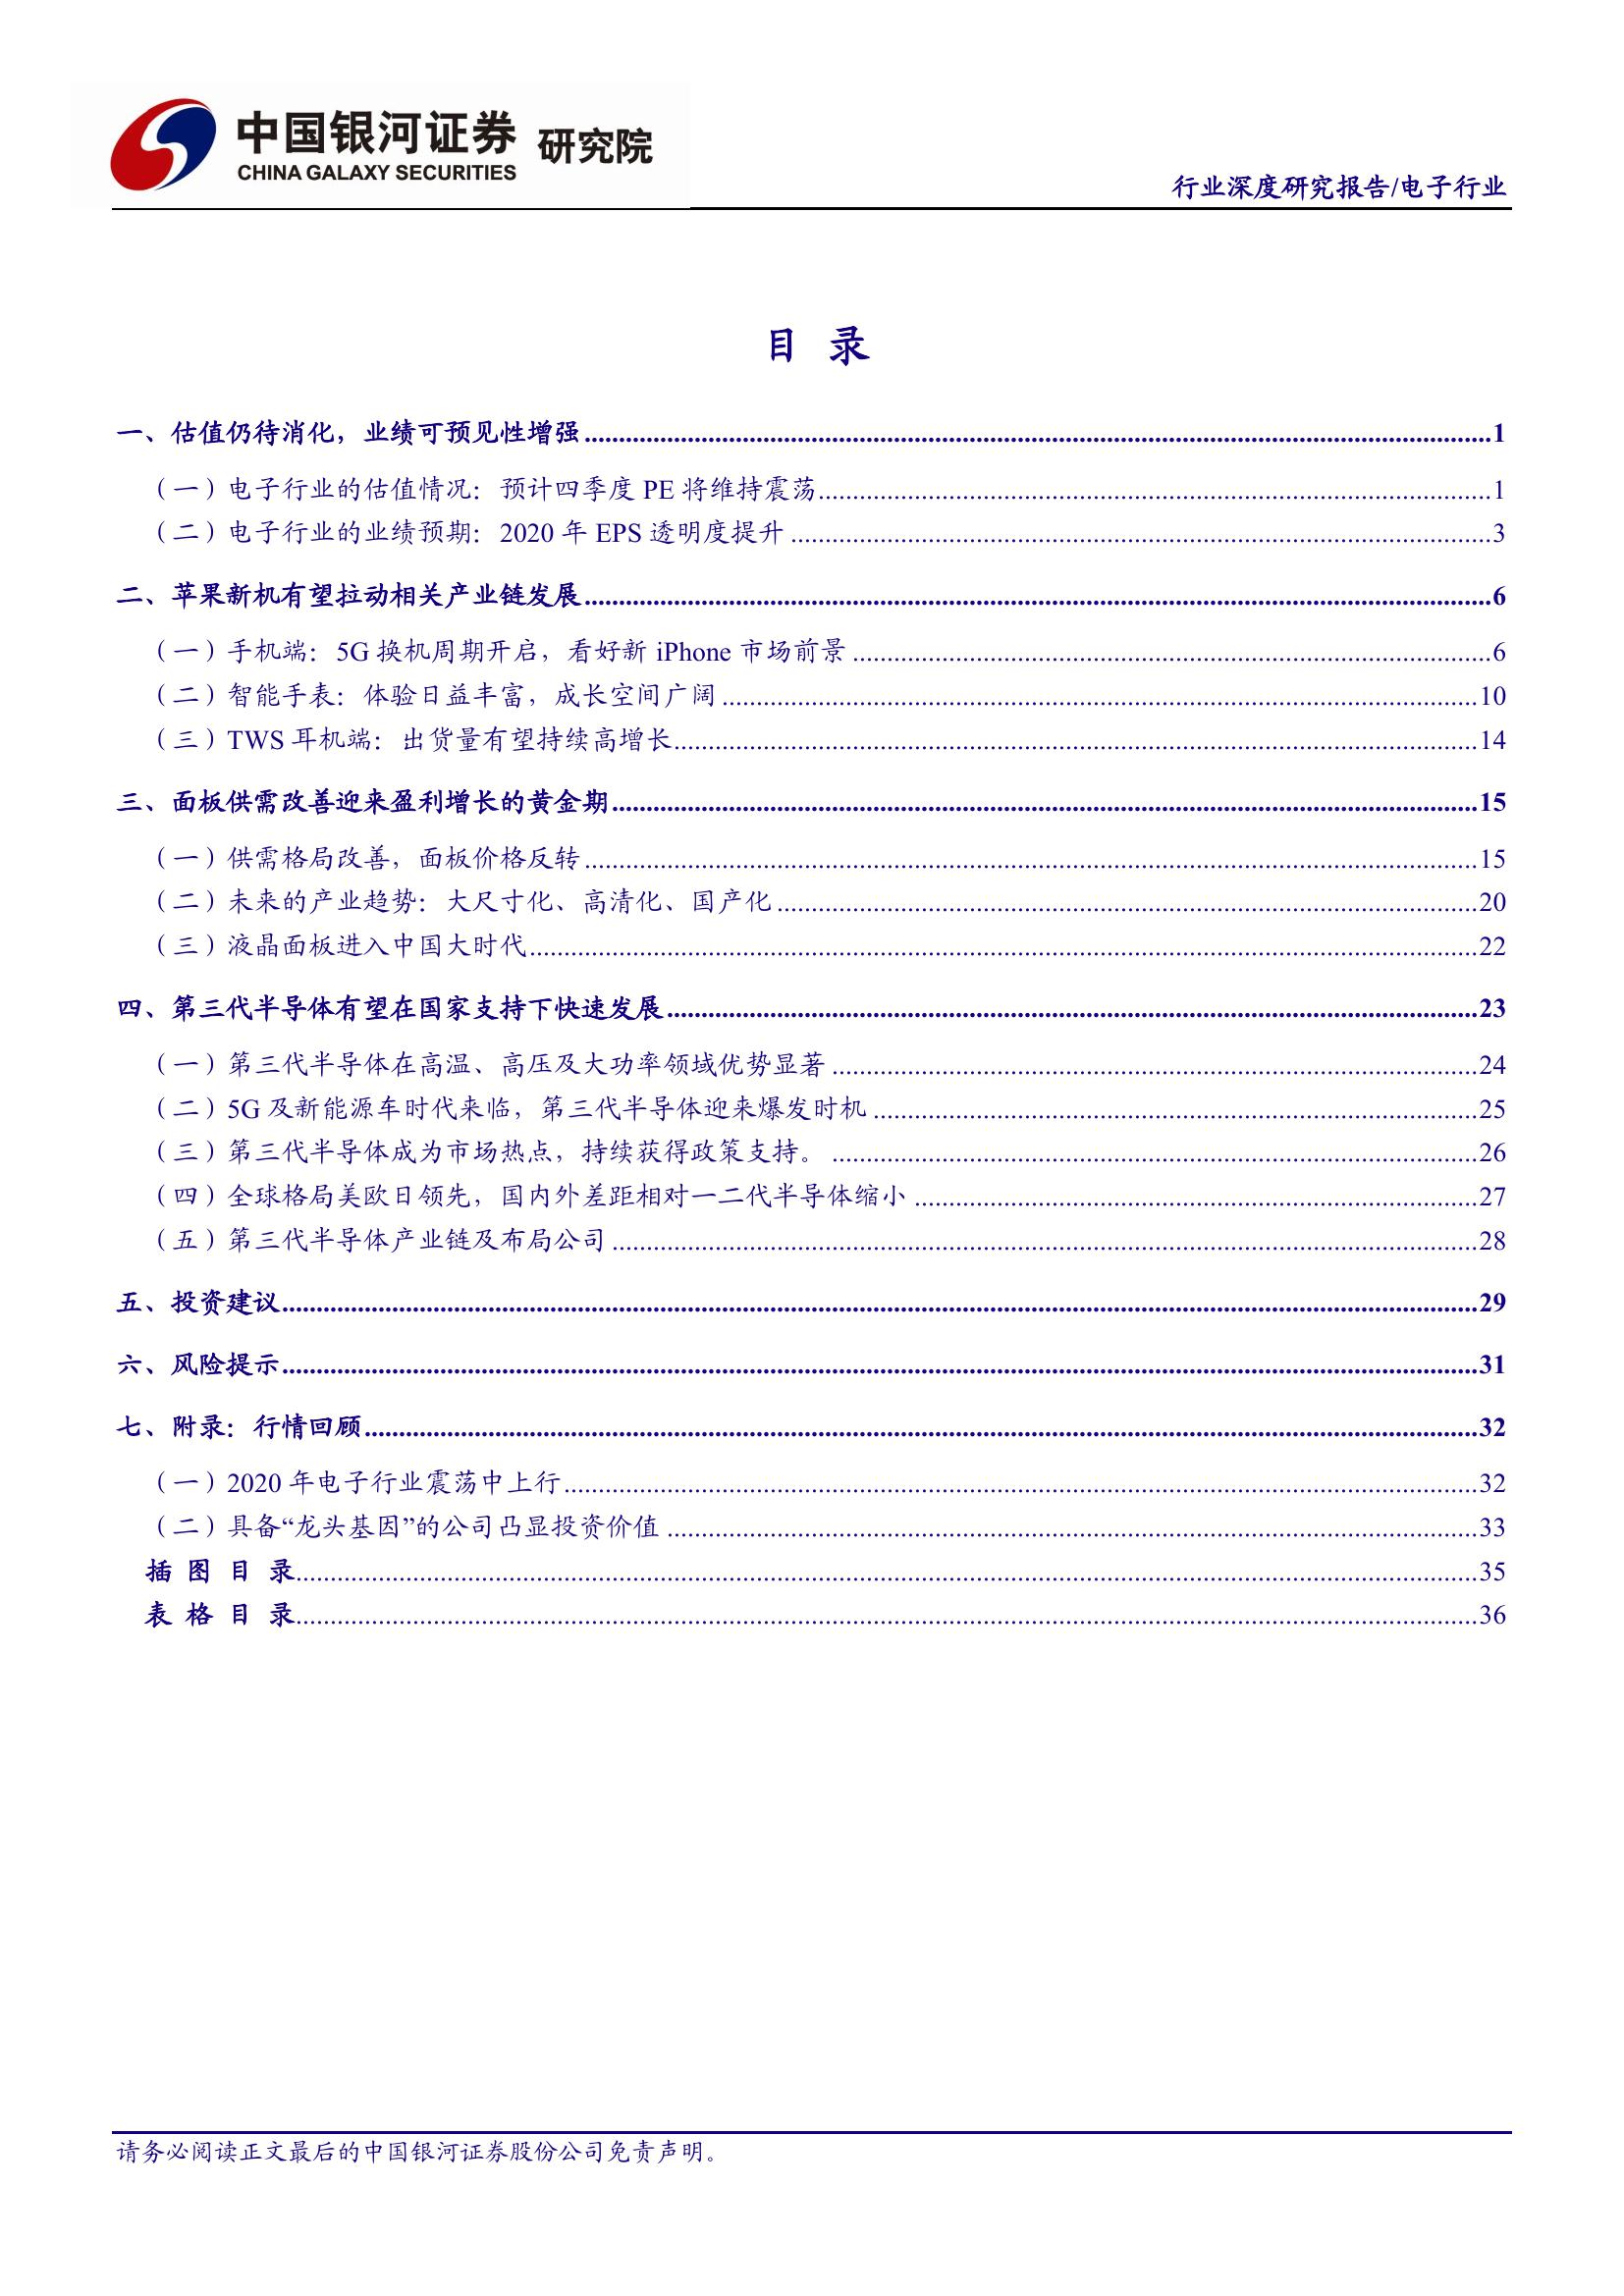 中国银河证券 研究院
CHINA GALAXY SECURITIES
行业深度研究报告/电子行业
目 录
一、估值仍待消化，业绩可预见性增强........1
（一）电子行业的估值情况：预计四季度 PE 将维持震荡........1
（二）电子行业的业绩预期：2020 年 EPS 透明度提升........3
二、苹果新机有望拉动相关产业链发展........6
（一）手机端：5G 换机周期开启，看好新 iPhone 市场前景........6
（二）智能手表：体验日益丰富，成长空间广阔........10
（三）TWS 耳机端：出货量有望持续高增长........14
三、面板供需改善迎来盈利增长的黄金期........15
（一）供需格局改善，面板价格反转........15
（二）未来的产业趋势：大尺寸化、高清化、国产化........20
（三）液晶面板进入中国大时代........22
四、第三代半导体有望在国家支持下快速发展........23
（一）第三代半导体在高温、高压及大功率领域优势显著........24
（二）5G 及新能源车时代来临，第三代半导体迎来爆发时机........25
（三）第三代半导体成为市场热点，持续获得政策支持。........26
（四）全球格局美欧日领先，国内外差距相对一二代半导体缩小........27
（五）第三代半导体产业链及布局公司........28
五、投资建议........29
六、风险提示........31
七、附录：行情回顾........32
（一）2020 年电子行业震荡中上行........32
（二）具备“龙头基因”的公司凸显投资价值........33
插 图 目 录........35
表 格 目 录........36
请务必阅读正文最后的中国银河证券股份公司免责声明。